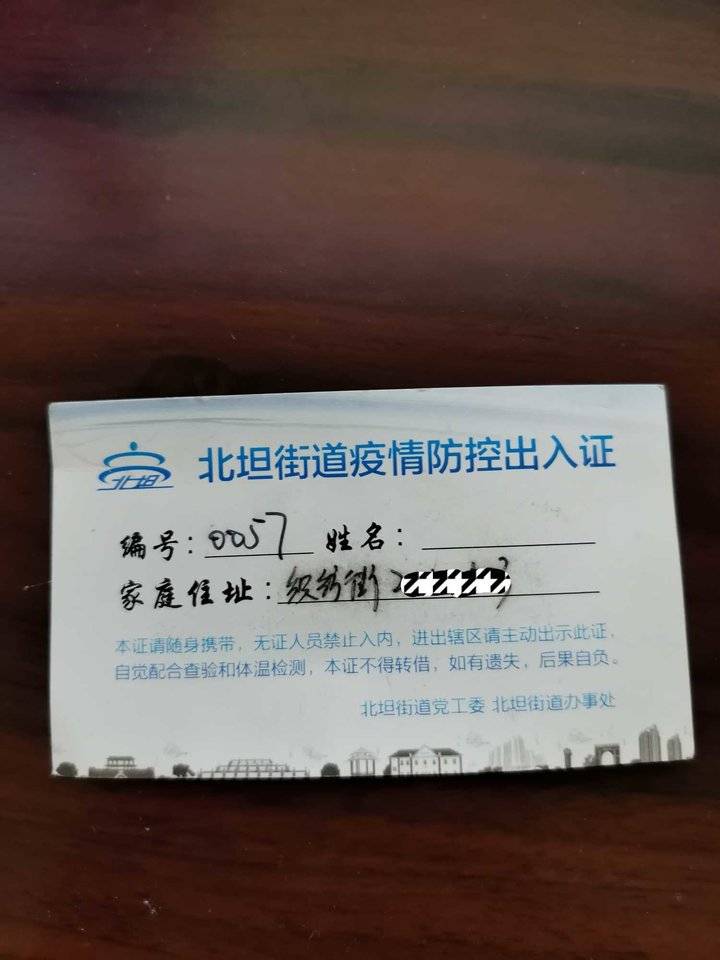 北坦
北坦街道疫情防控出入证
编号：0057 姓名：
家庭住址：纺织街
本证请随身携带，无证人员禁止入内，进出辖区请主动出示此证，
自觉配合查验和体温检测，本证不得转借，如有遗失，后果自负。
北坦街道党工委 北坦街道办事处